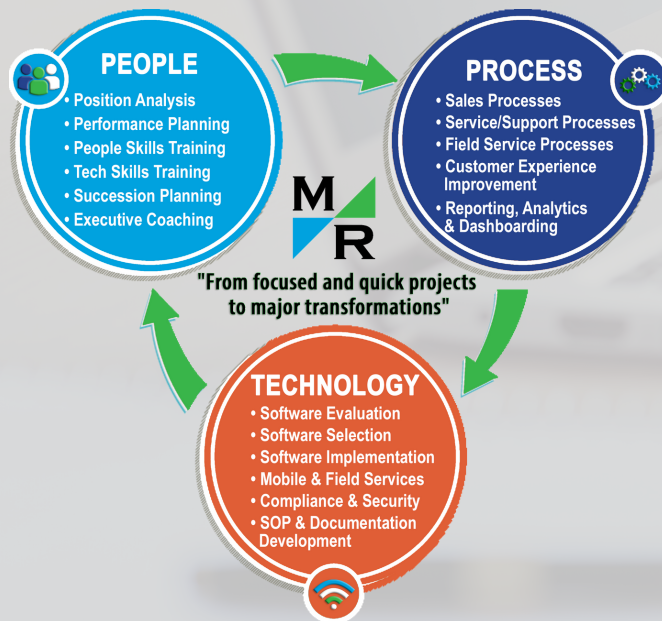 PEOPLE
• Position Analysis
• Performance Planning
• People Skills Training
• Tech Skills Training
• Succession Planning
• Executive Coaching
PROCESS
• Sales Processes
• Service/Support Processes
• Field Service Processes
• Customer Experience
Improvement
• Reporting, Analytics
& Dashboarding
M
R
"From focused and quick projects
to major transformations"
TECHNOLOGY
• Software Evaluation
• Software Selection
• Software Implementation
• Mobile & Field Services
• Compliance & Security
• SOP & Documentation
Development